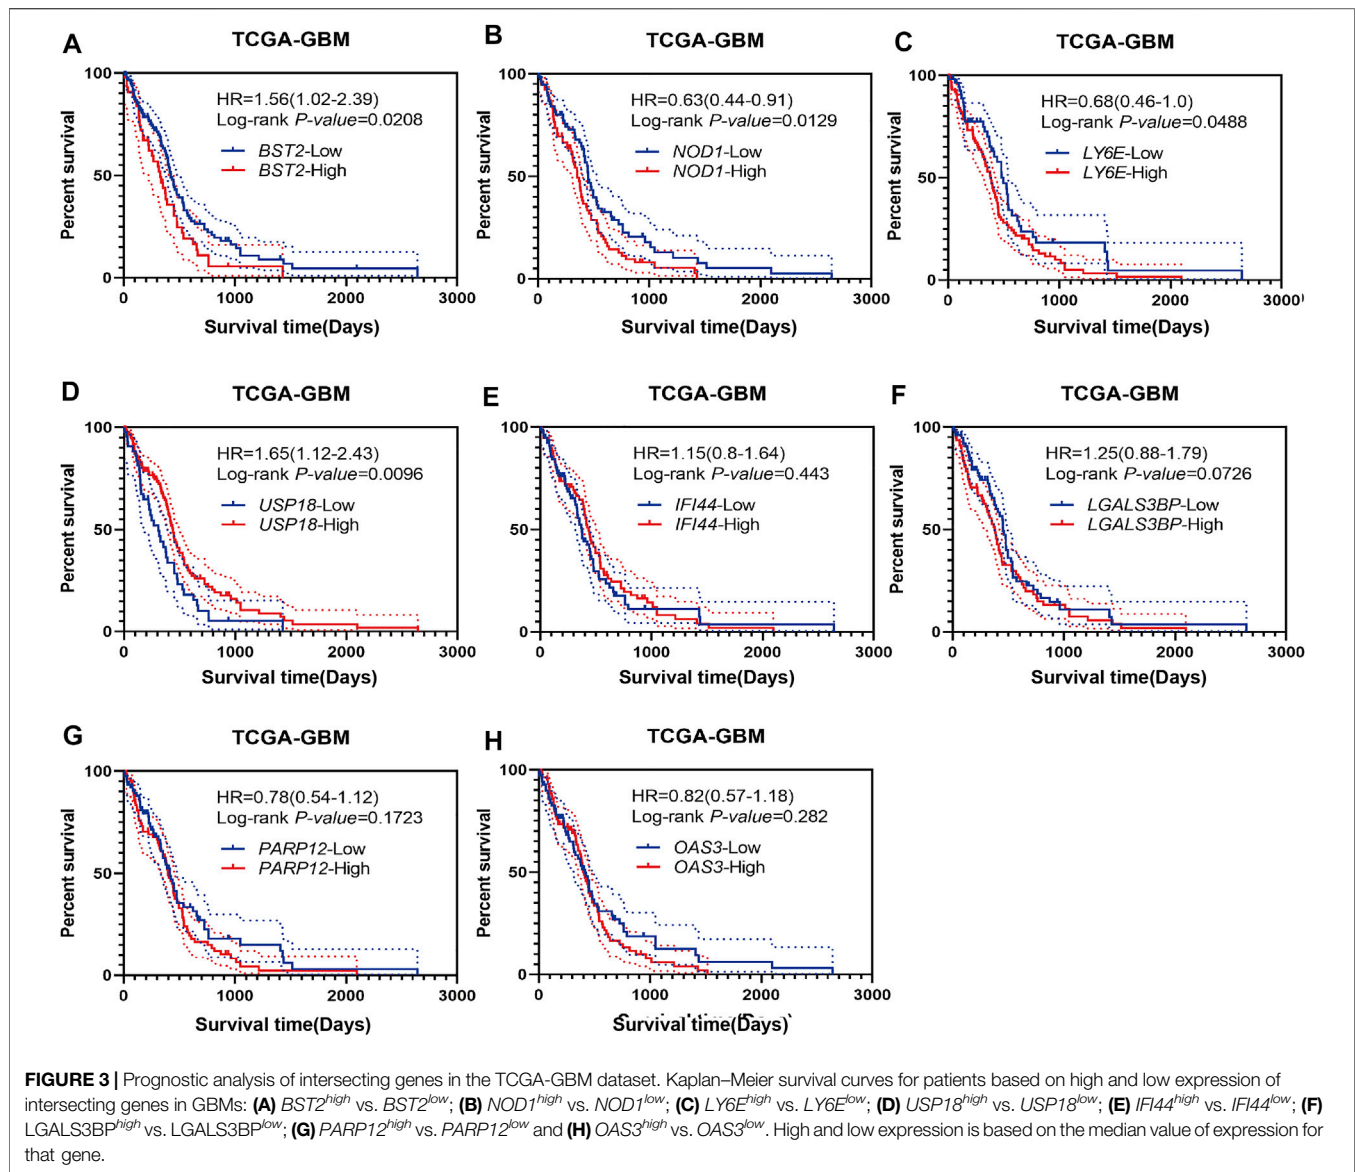 A
TCGA-GBM
HR=1.56(1.02-2.39)
Log-rank P-value=0.0208
BST2-Low
BST2-High
Percent survival
100
50
0
0 1000 2000 3000
Survival time(Days)
B
TCGA-GBM
HR=0.63(0.44-0.91)
Log-rank P-value=0.0129
NOD1-Low
NOD1-High
Percent survival
100
50
0
0 1000 2000 3000
Survival time(Days)
C
TCGA-GBM
HR=0.68(0.46-1.0)
Log-rank P-value=0.0488
LY6E-Low
LY6E-High
Percent survival
100
50
0
0 1000 2000 3000
Survival time(Days)
D
TCGA-GBM
HR=1.65(1.12-2.43)
Log-rank P-value=0.0096
USP18-Low
USP18-High
Percent survival
100
50
0
0 1000 2000 3000
Survival time(Days)
E
TCGA-GBM
HR=1.15(0.8-1.64)
Log-rank P-value=0.443
IFI44-Low
IFI44-High
Percent survival
100
50
0
0 1000 2000 3000
Survival time(Days)
F
TCGA-GBM
HR=1.25(0.88-1.79)
Log-rank P-value=0.0726
LGALS3BP-Low
LGALS3BP-High
Percent survival
100
50
0
0 1000 2000 3000
Survival time(Days)
G
TCGA-GBM
HR=0.78(0.54-1.12)
Log-rank P-value=0.1723
PARP12-Low
PARP12-High
Percent survival
100
50
0
0 1000 2000 3000
Survival time(Days)
H
TCGA-GBM
HR=0.82(0.57-1.18)
Log-rank P-value=0.282
OAS3-Low
OAS3-High
Percent survival
100
50
0
0 1000 2000 3000
Survival time(Days)
FIGURE 3 | Prognostic analysis of intersecting genes in the TCGA-GBM dataset. Kaplan–Meier survival curves for patients based on high and low expression of
intersecting genes in GBMs: (A) BST2high vs. BST2low; (B) NOD1high vs. NOD1low; (C) LY6Ehigh vs. LY6Elow; (D) USP18high vs. USP18low; (E) IFI44high vs. IFI44low; (F)
LGALS3BPhigh vs. LGALS3BPlow; (G) PARP12high vs. PARP12low and (H) OAS3high vs. OAS3low. High and low expression is based on the median value of expression for
that gene.